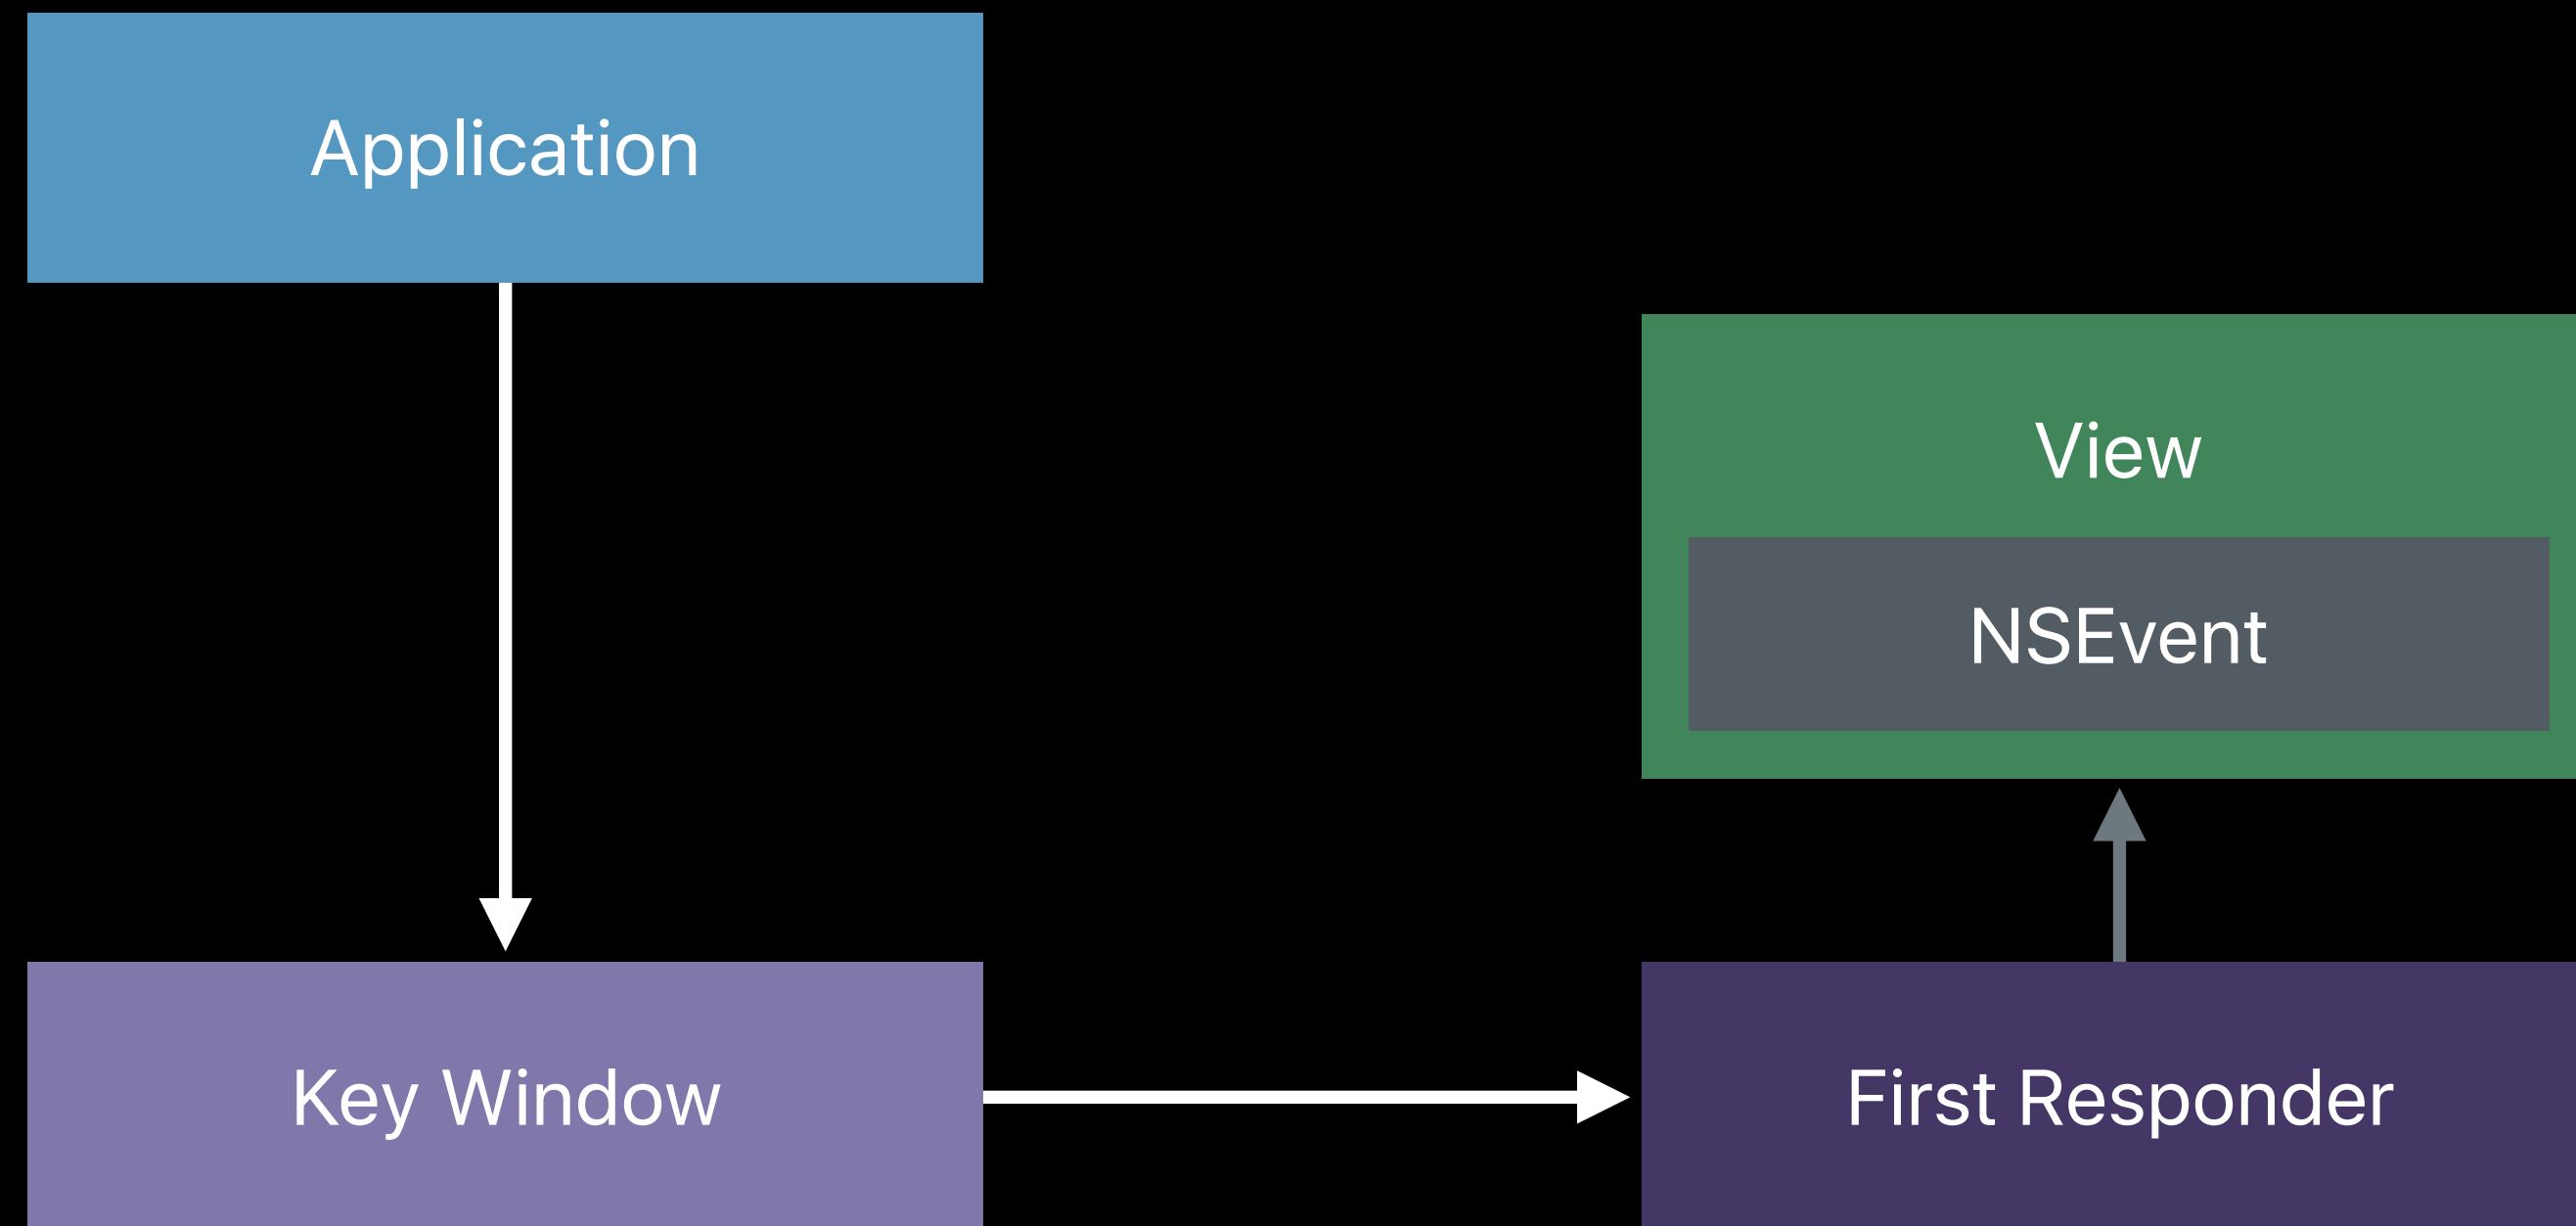 Application
View
NSEvent
Key Window
First Responder